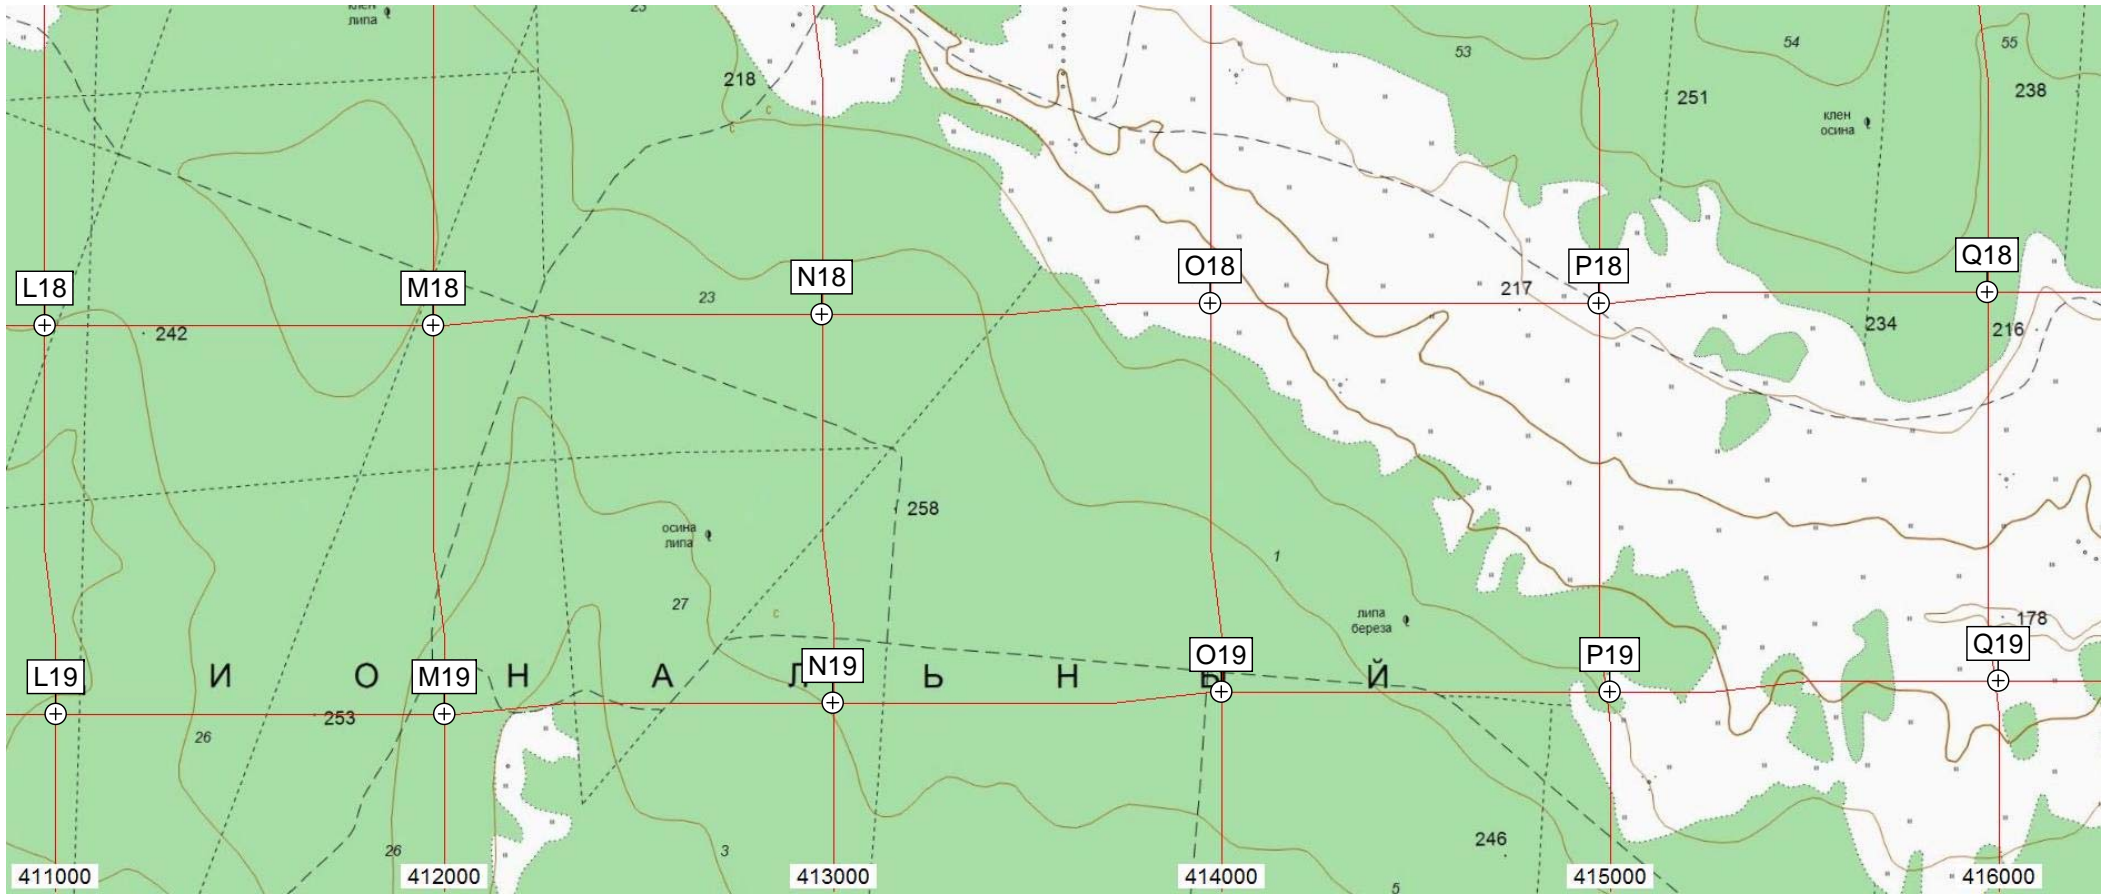 клен
липа
23
218
53
54
55
251
238
клен
осина
L18
M18
N18
O18
P18
Q18
242
23
217
234
216
258
осина
липа
27
1
липа
береза
178
L19
M19
N19
O19
P19
Q19
И О Н А Л Ь Н Ы Й
с
с
с
253
26
26
3
246
5
411000
412000
413000
414000
415000
416000